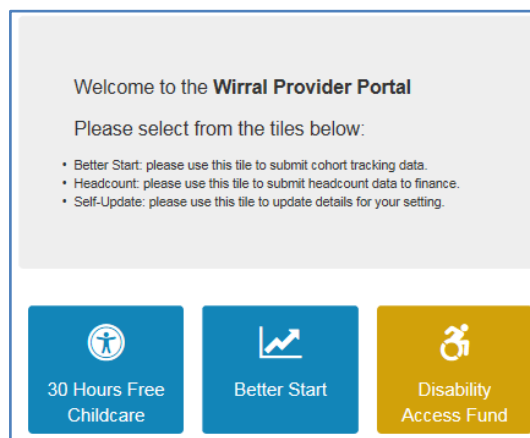 Welcome to the Wirral Provider Portal
Please select from the tiles below:
• Better Start: please use this tile to submit cohort tracking data.
• Headcount: please use this tile to submit headcount data to finance.
• Self-Update: please use this tile to update details for your setting.
30 Hours Free
Childcare
Better Start
Disability
Access Fund